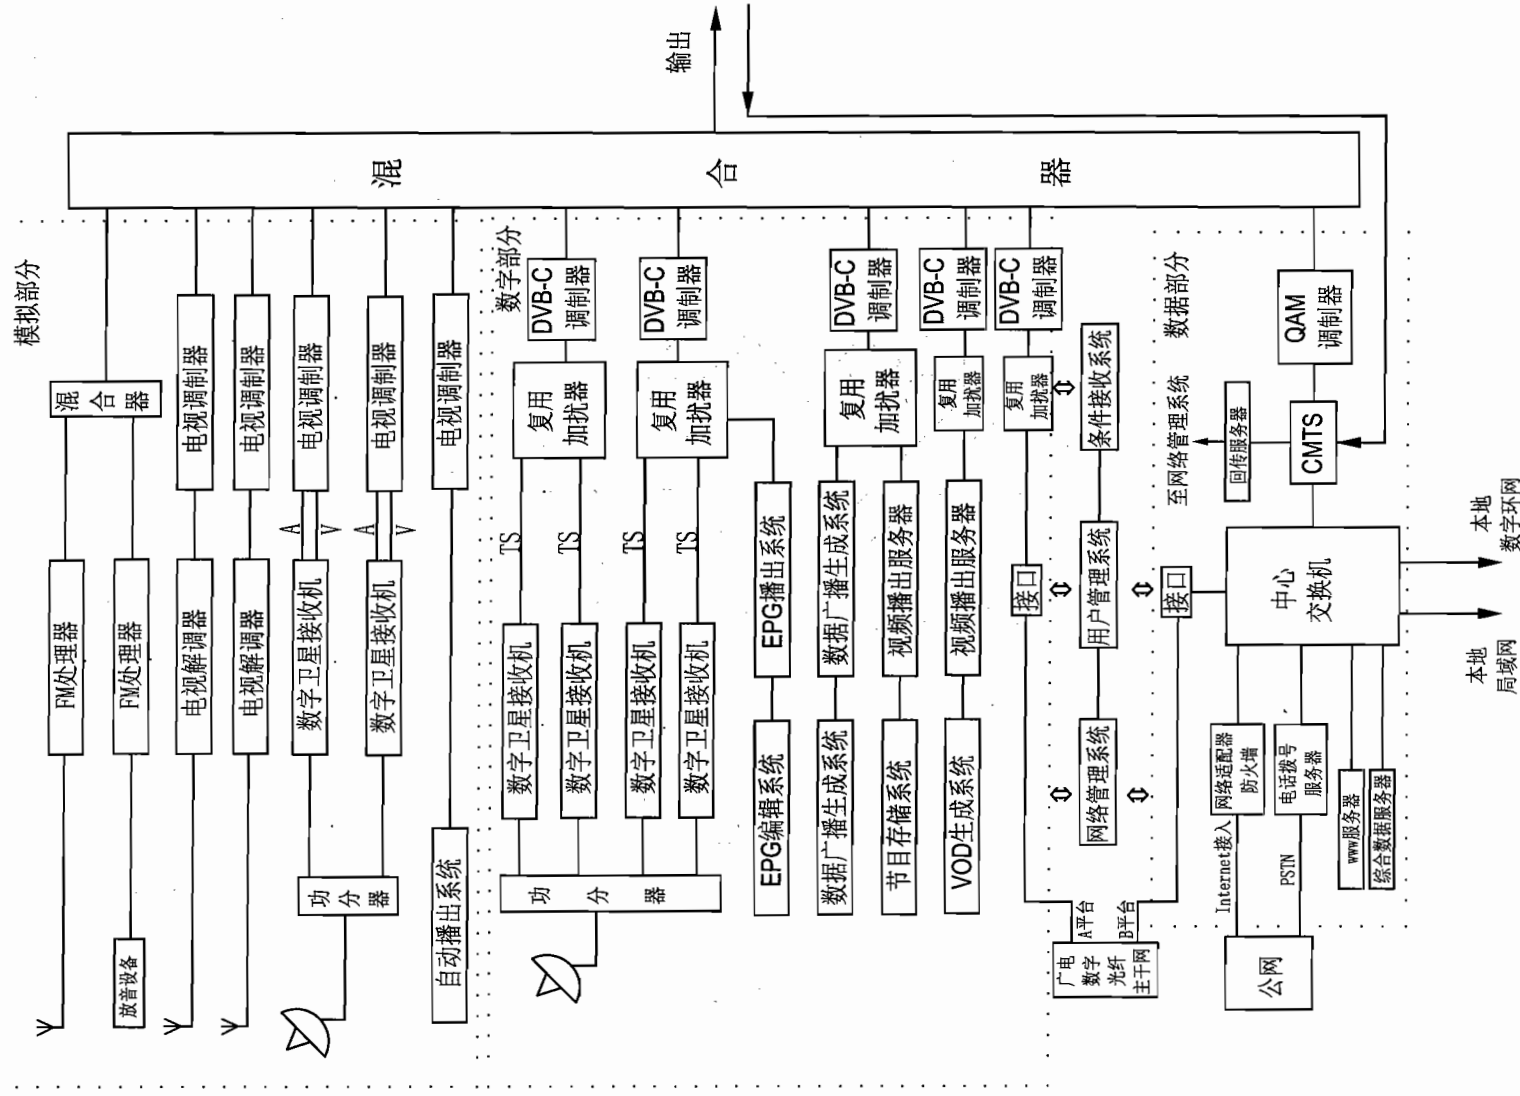 输出
混合器
模拟部分
混合器
电视调制器
电视调制器
电视调制器
电视调制器
电视调制器
A
V
A
V
FM处理器
FM处理器
电视解调器
电视解调器
数字卫星接收机
数字卫星接收机
功分器
放音设备
自动播出系统
数字部分
DVB-C
调制器
DVB-C
调制器
DVB-C
调制器
DVB-C
调制器
DVB-C
调制器
复用
加扰器
复用
加扰器
复用
加扰器
复用
加扰器
复用
加扰器
TS
TS
TS
TS
数字卫星接收机
数字卫星接收机
数字卫星接收机
数字卫星接收机
功分器
EPG播出系统
EPG编辑系统
数据广播生成系统
数据广播生成系统
视频播出服务器
节目存储系统
视频播出服务器
VOD生成系统
接口
条件接收系统
用户管理系统
网络管理系统
A平台
B平台
广电
数字
光纤
主干网
数据部分
QAM
调制器
至网络管理系统
回传服务器
CMTS
接口
中心
交换机
本地
数字环网
本地
局域网
网络适配器
防火墙
电话拨号
服务器
www服务器
综合数据服务器
Internet接入
PSTN
公网